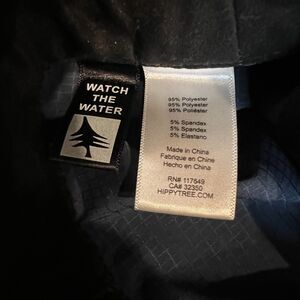 WATCH
THE
WATER
95% Polyester
95% Polyester
95% Poliéster
5% Spandex
5% Spandex
5% Elastano
Made in China
Fabrique en Chine
Hecho en China
RN# 117649
CA# 32350
HIPPYTREE.COM